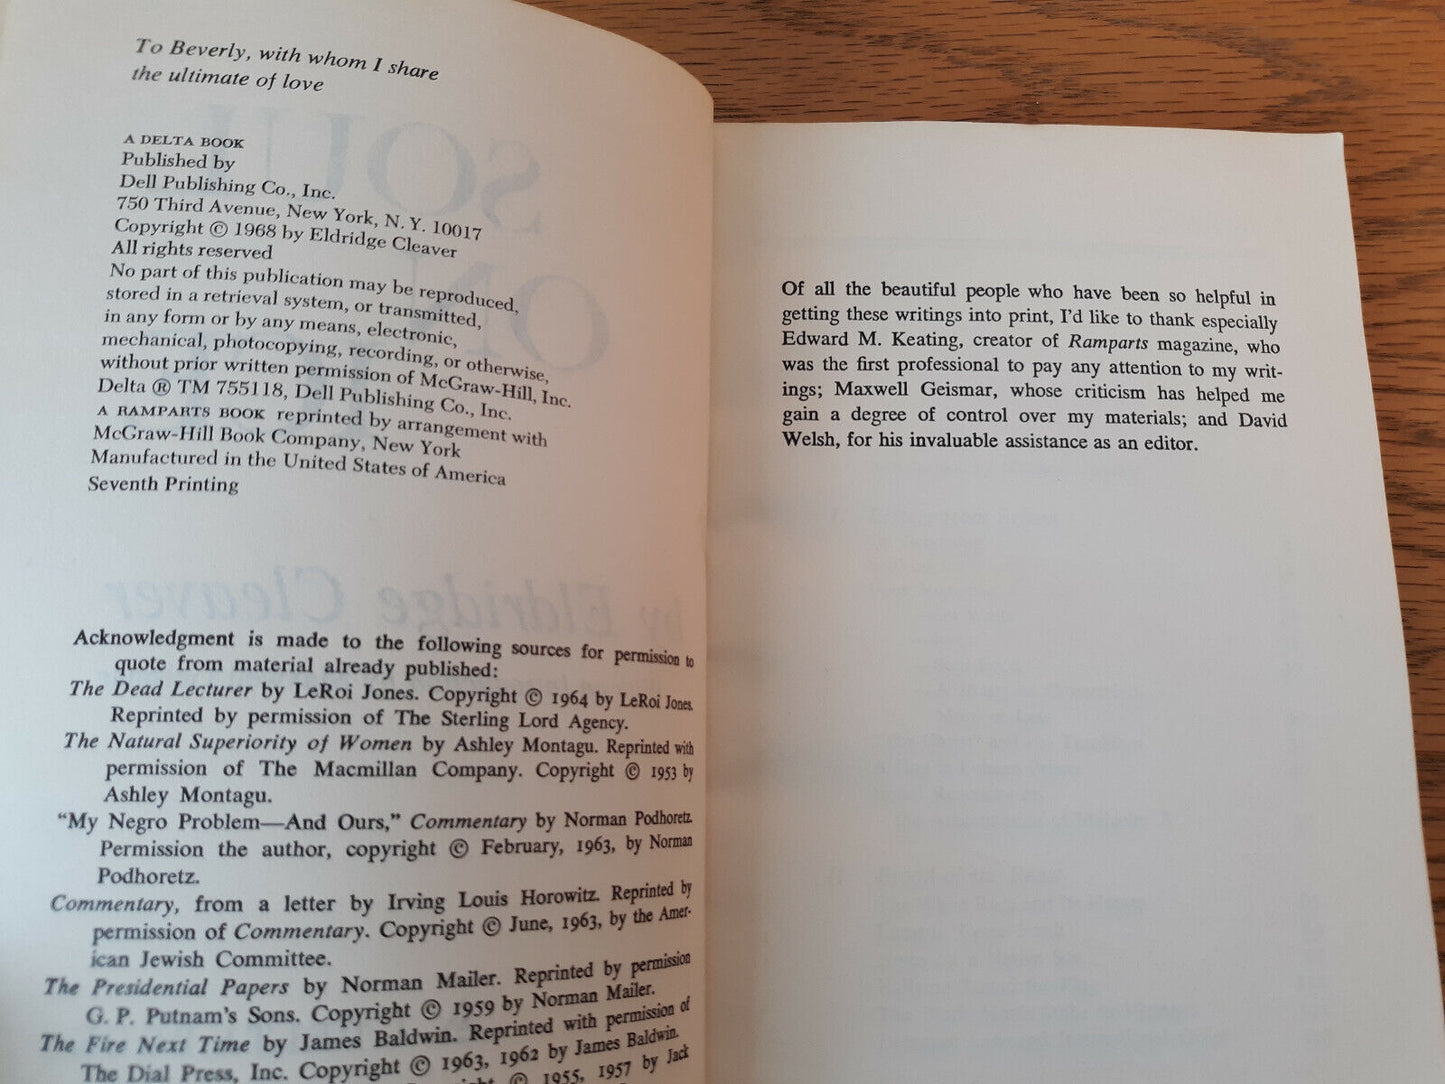 To Beverly, with whom I share
the ultimate of love
A DELTA BOOK
Published by
Dell Publishing Co., Inc.
750 Third Avenue, New York, N. Y. 10017
Copyright © 1968 by Eldridge Cleaver
All rights reserved
No part of this publication may be reproduced,
stored in a retrieval system, or transmitted,
in any form or by any means, electronic,
mechanical, photocopying, recording, or otherwise,
without prior written permission of McGraw-Hill, Inc.
Delta ® TM 755118, Dell Publishing Co., Inc.
A RAMPARTS BOOK reprinted by arrangement with
McGraw-Hill Book Company, New York
Manufactured in the United States of America
Seventh Printing
SOUL
ON
by Eldridge Cleaver
Acknowledgment is made to the following sources for permission to
quote from material already published:
The Dead Lecturer by LeRoi Jones. Copyright © 1964 by LeRoi Jones.
Reprinted by permission of The Sterling Lord Agency.
The Natural Superiority of Women by Ashley Montagu. Reprinted with
permission of The Macmillan Company. Copyright © 1953 by
Ashley Montagu.
"My Negro Problem—And Ours," Commentary by Norman Podhoretz.
Permission the author, copyright © February, 1963, by Norman
Podhoretz.
Commentary, from a letter by Irving Louis Horowitz. Reprinted by
permission of Commentary. Copyright © June, 1963, by the Amer-
ican Jewish Committee.
The Presidential Papers by Norman Mailer. Reprinted by permission
G. P. Putnam's Sons. Copyright © 1959 by Norman Mailer.
The Fire Next Time by James Baldwin. Reprinted with permission of
The Dial Press, Inc. Copyright © 1963, 1962 by James Baldwin.
© 1955, 1957 by Jack
Of all the beautiful people who have been so helpful in
getting these writings into print, I'd like to thank especially
Edward M. Keating, creator of Ramparts magazine, who
was the first professional to pay any attention to my writ-
ings; Maxwell Geismar, whose criticism has helped me
gain a degree of control over my materials; and David
Welsh, for his invaluable assistance as an editor.